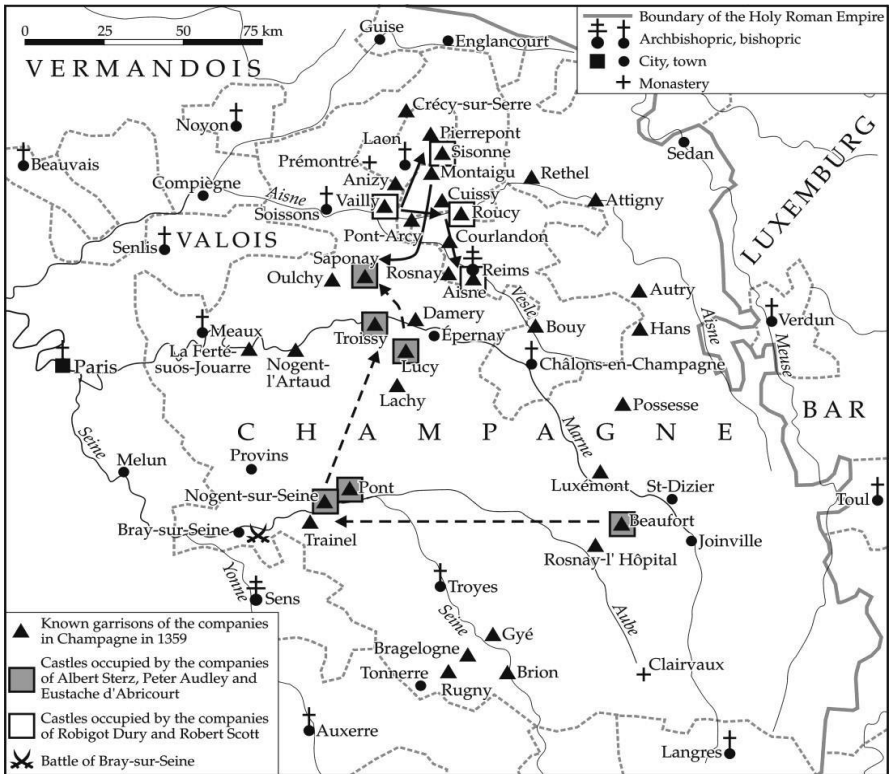 0 25 50 75 km
Boundary of the Holy Roman Empire
Archbishopric, bishopric
City, town
Monastery
Guise
Englancourt
VERMANDOIS
Crécy-sur-Serre
Noyon
Pierrepont
Laon
Sisonne
Sedan
LUXEMBURG
Beauvais
Prémontré
Montaigu
Rethel
Compiègne
Anizy
Cuissy
Attigny
Aisne
Vailly
Roucy
Soissons
Pont-Arcy
VALOIS
Courlandon
Senlis
Saponay
Oulchy
Rosnay
Reims
Aisne
Autry
Vesle
Aisne
Damery
Verdun
Meaux
Troissy
Bouy
Hans
Meuse
Épernay
La Ferté-
suos-Jouarre
Nogent-
l'Artaud
Lucy
Châlons-en-Champagne
Paris
Lachy
Possesse
BAR
CHAMPAGNE
Marne
Seine
Provins
Melun
Luxémont
St-Dizier
Pont
Nogent-sur-Seine
Toul
Beaufort
Bray-sur-Seine
Trainel
Joinville
Rosnay-l' Hôpital
Yonne
Troyes
Sens
Seine
Aube
Gyé
Bragelogne
Clairvaux
Tonnerre
Brion
Rugny
Auxerre
Langres
Known garrisons of the companies
in Champagne in 1359
Castles occupied by the companies
of Albert Sterz, Peter Audley and
Eustache d'Abricourt
Castles occupied by the companies
of Robigot Dury and Robert Scott
Battle of Bray-sur-Seine